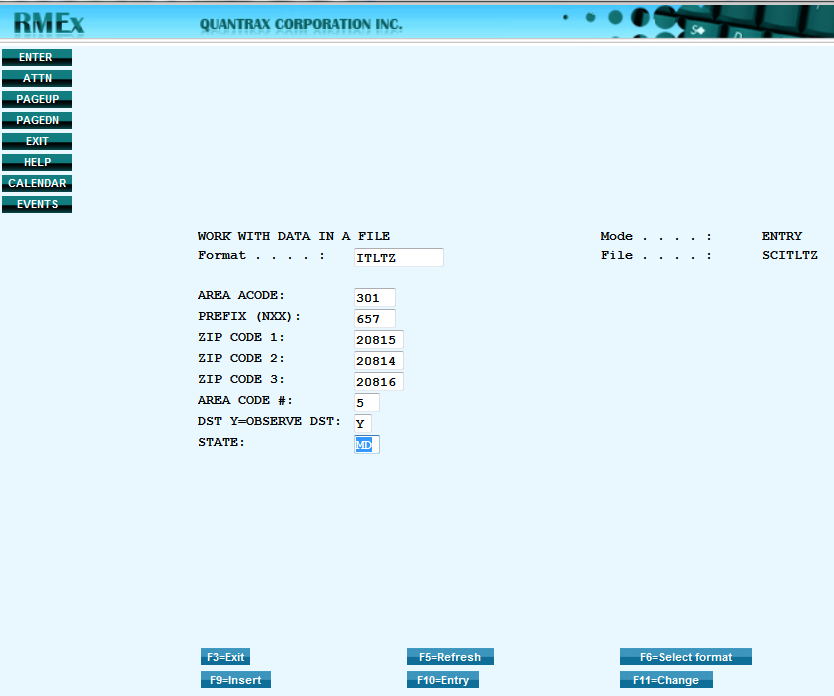 RMEx QUANTRAX CORPORATION INC.
ENTER
ATTN
PAGEUP
PAGEDN
EXIT
HELP
CALENDAR
EVENTS
WORK WITH DATA IN A FILE Mode . . . . : ENTRY
Format . . . . : ITLTZ File . . . . : SCITLTZ
AREA ACODE: 301
PREFIX (NXX): 657
ZIP CODE 1: 20815
ZIP CODE 2: 20814
ZIP CODE 3: 20816
AREA CODE #: 5
DST Y=OBSERVE DST: Y
STATE: MD
F3=Exit F5=Refresh F6=Select format
F9=Insert F10=Entry F11=Change